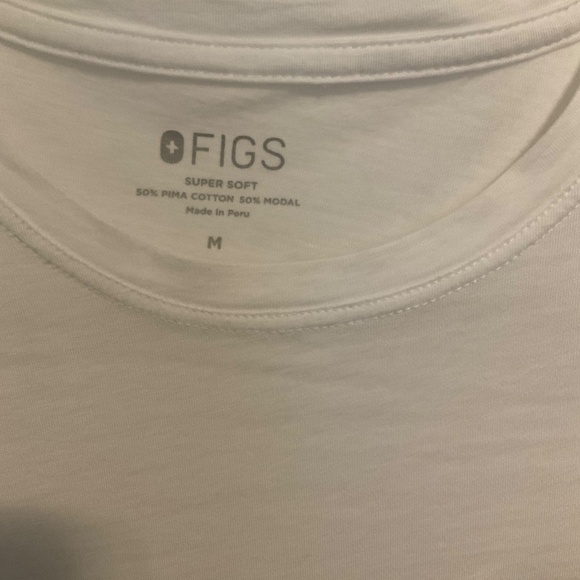 FIGS
SUPER SOFT
50% PIMA COTTON 50% MODAL
Made in Peru
M